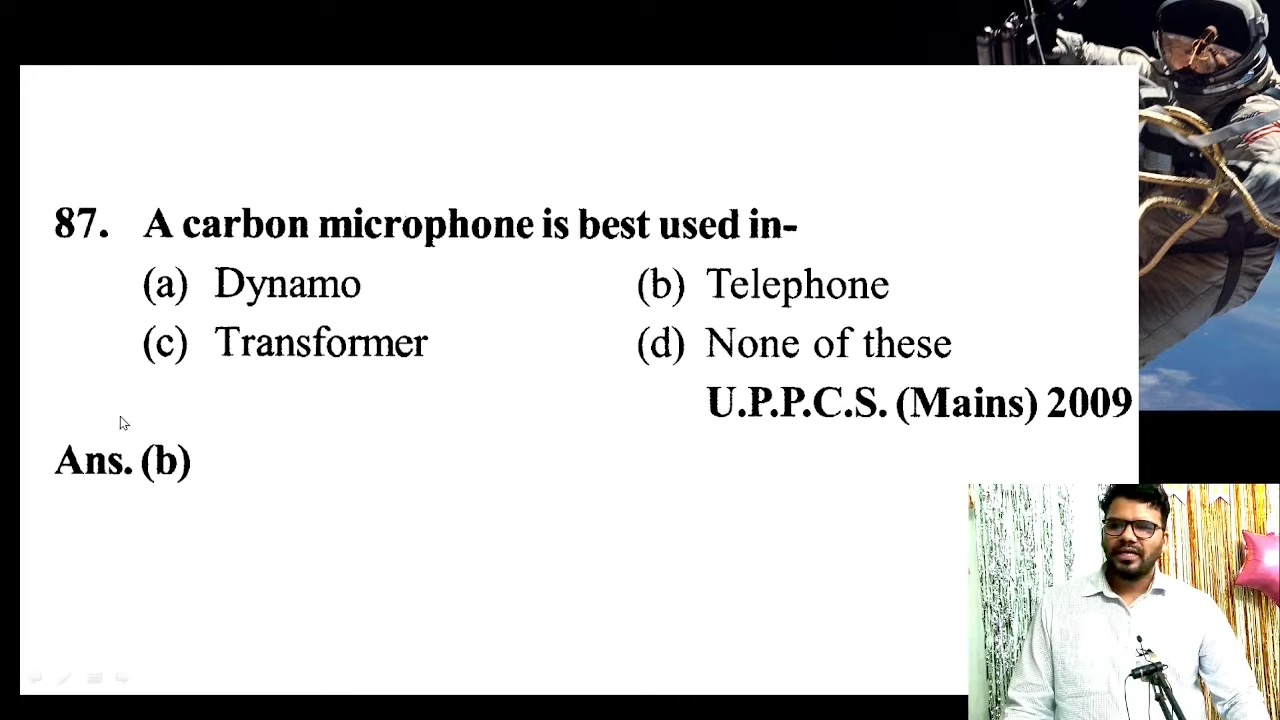 87. A carbon microphone is best used in-
(a) Dynamo (b) Telephone
(c) Transformer (d) None of these
U.P.P.C.S. (Mains) 2009
Ans. (b)